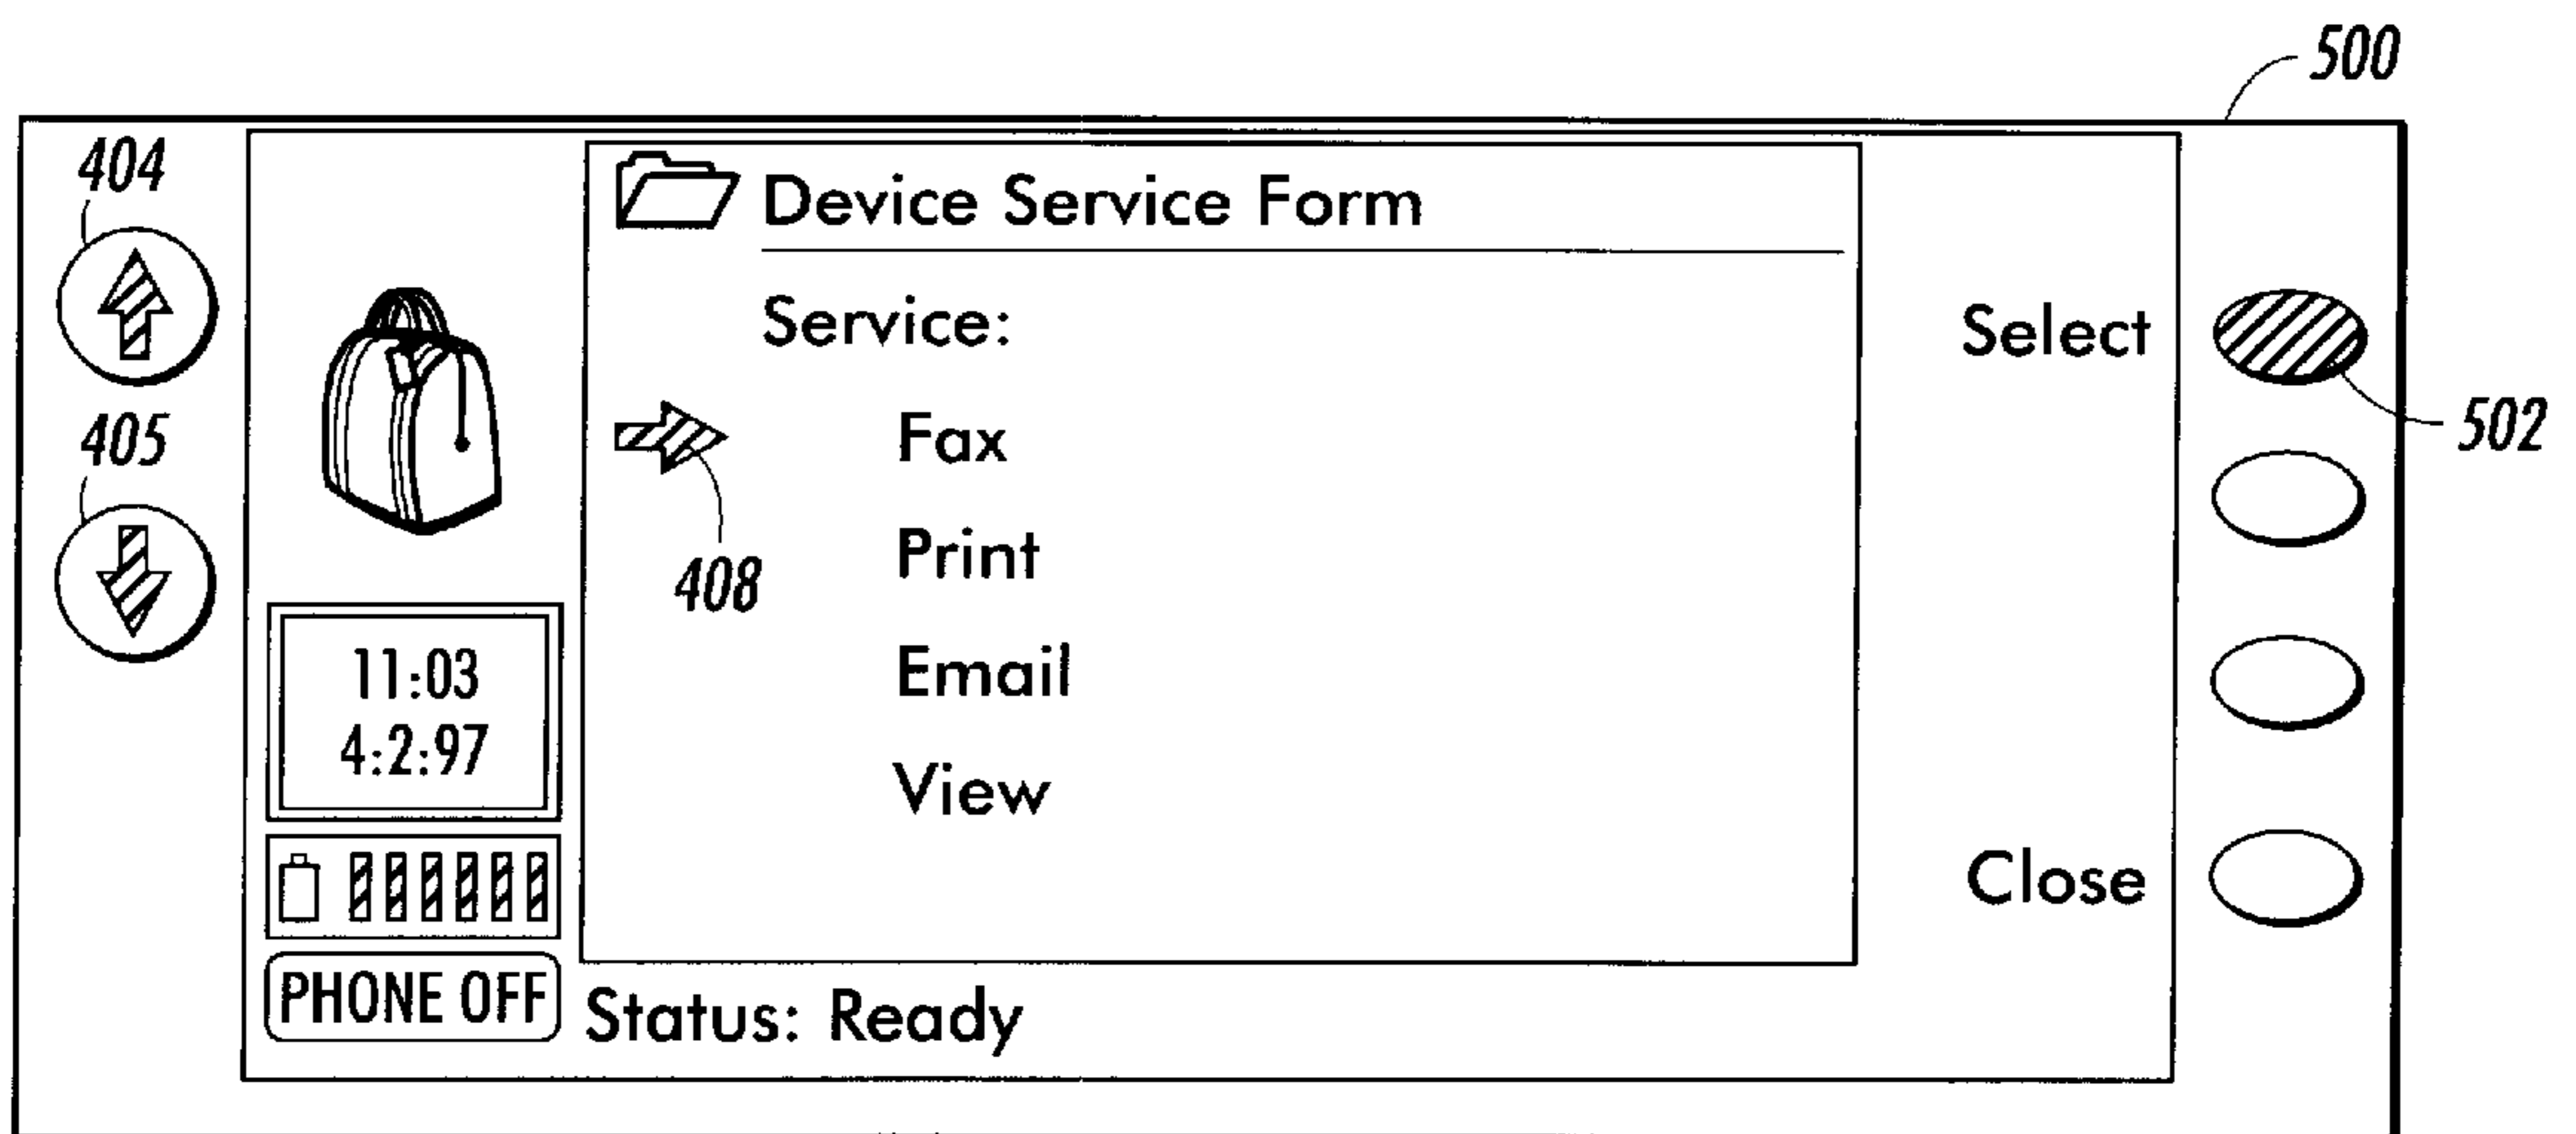 500
404
Device Service Form
Service:
Select
405
Fax
502
Print
408
Email
11:03
4:2:97
View
Close
PHONE OFF
Status: Ready